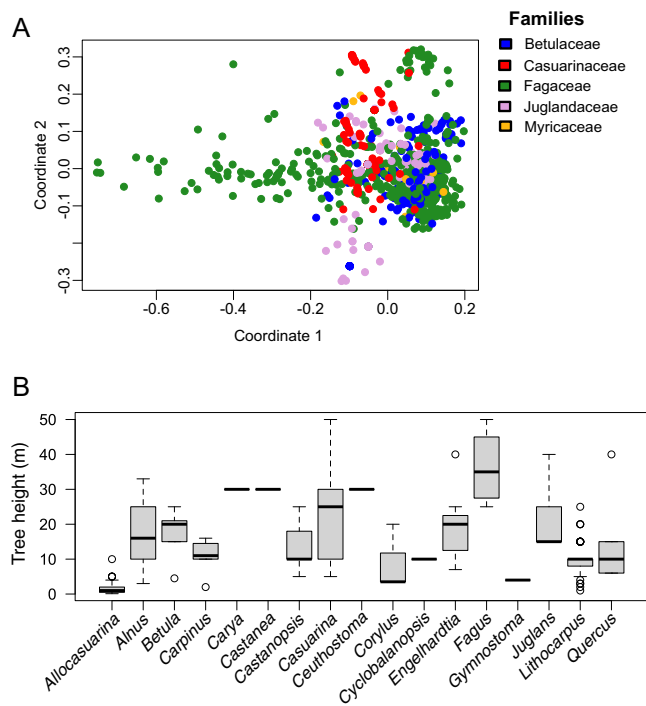 A
Families
Betulaceae
Casuarinaceae
Fagaceae
Juglandaceae
Myricaceae
Coordinate 2
0.3
0.2
0.1
0.0
-0.1
-0.3
-0.6
-0.4
-0.2
0.0
0.2
Coordinate 1
B
Tree height (m)
50
40
30
20
10
0
Allocasuarina
Alnus
Betula
Carpinus
Carya
Castanea
Castanopsis
Casuarina
Ceuthostoma
Corylus
Cyclobalanopsis
Engelhardtia
Fagus
Gymnostoma
Juglans
Lithocarpus
Quercus